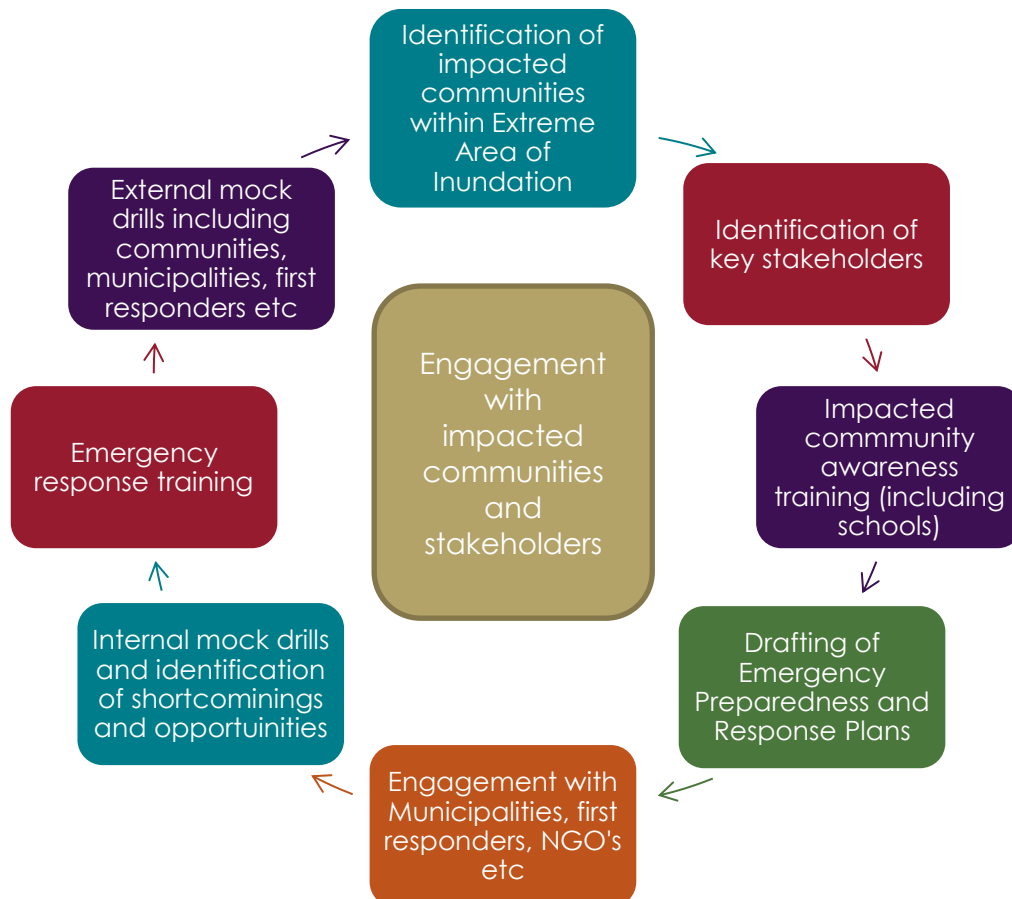 Identification of
impacted
communities
within Extreme
Area of
Inundation
Identification of
key stakeholders
Impacted
commmunity
awareness
training (including
schools)
Drafting of
Emergency
Preparedness and
Response Plans
Engagement with
Municipalities, first
responders, NGO's
etc
Internal mock drills
and identification
of shortcominings
and opportuinities
Emergency
response training
External mock
drills including
communities,
municipalities, first
responders etc
Engagement
with
impacted
communities
and
stakeholders